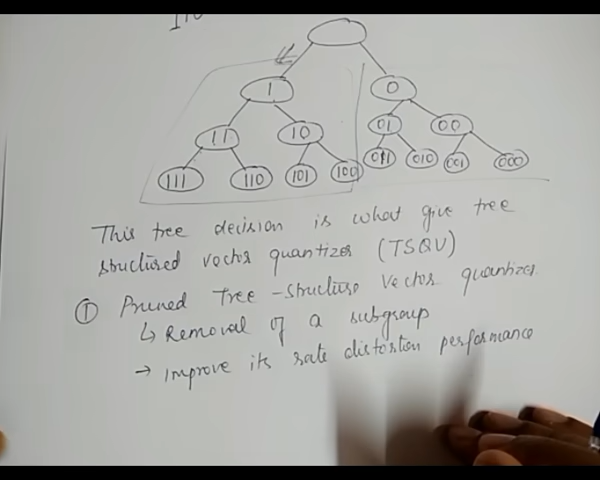 1 0
11 10 01 00
111 110 101 100 011 010 001 000
This tree decision is what give tree
structured vector quantizer (TSQV)
① Pruned Tree-structure vector quantizer
↳ Removal of a subgroup
→ improve its rate distortion performance